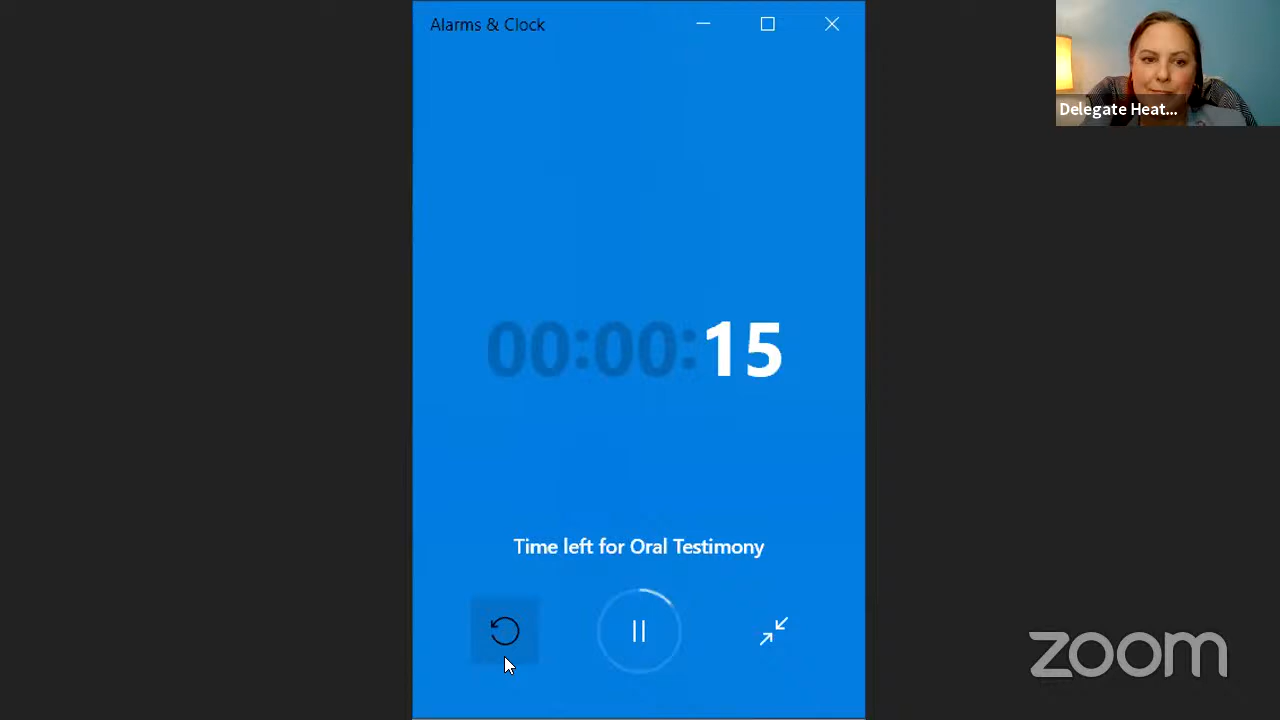 Alarms & Clock
Delegate Heat...
00:00:15
Time left for Oral Testimony
zoom